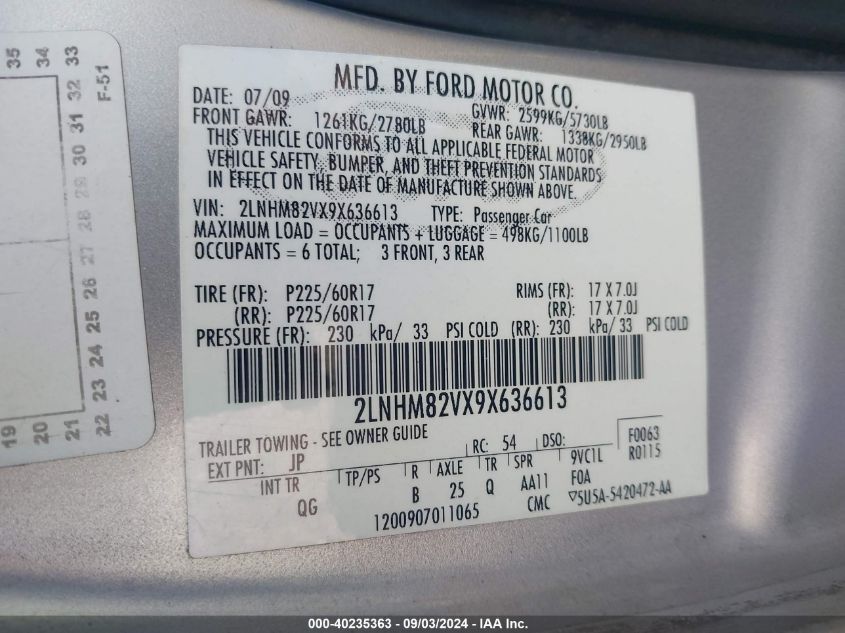 35 34 33
32
31
30
29
28
27
26
25
24
23
22
21
20
19
F-51
MFD. BY FORD MOTOR CO.
DATE: 07/09 GVWR: 2599KG/5730LB
FRONT GAWR: 1261KG/2780LB REAR GAWR: 1338KG/2950LB
THIS VEHICLE CONFORMS TO ALL APPLICABLE FEDERAL MOTOR
VEHICLE SAFETY, BUMPER, AND THEFT PREVENTION STANDARDS
IN EFFECT ON THE DATE OF MANUFACTURE SHOWN ABOVE.
VIN: 2LNHM82VX9X636613 TYPE: Passenger Car
MAXIMUM LOAD = OCCUPANTS + LUGGAGE = 498KG/1100LB
OCCUPANTS = 6 TOTAL; 3 FRONT, 3 REAR
TIRE (FR): P225/60R17 RIMS (FR): 17 X 7.0J
(RR): P225/60R17 (RR): 17 X 7.0J
PRESSURE (FR): 230 kPa/ 33 PSI COLD (RR): 230 kPa/ 33 PSI COLD
2LNHM82VX9X636613
TRAILER TOWING - SEE OWNER GUIDE
EXT PNT: JP RC: 54 DSO: F0063
INT TR TP/PS R AXLE TR SPR 9VC1L R0115
QG B 25 Q AA11 FOA
1200907011065 CMC ▽5U5A-5420472-AA
000-40235363 - 09/03/2024 - IAA Inc.